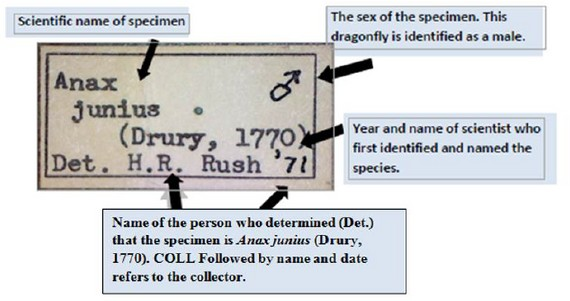 Scientific name of specimen
The sex of the specimen. This
dragonfly is identified as a male.
Anax ♂
junius
(Drury, 1770)
Det. H.R. Rush '71
Year and name of scientist who
first identified and named the
species.
Name of the person who determined (Det.)
that the specimen is Anax junius (Drury,
1770). COLL Followed by name and date
refers to the collector.